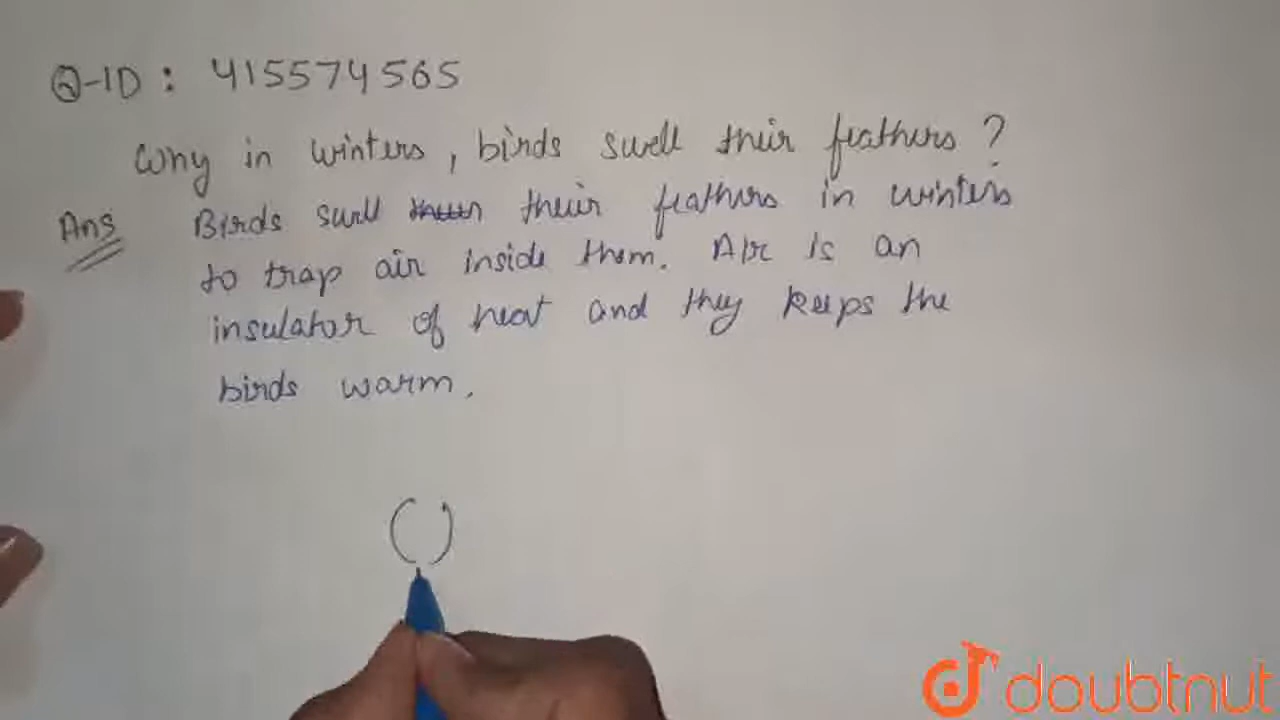 Q-ID : 415574565
Why in winters, birds swell their feathers ?
Ans Birds swell their feathers in winters
to trap air inside them. Air is an
insulator of heat and they keeps the
birds warm.
doubtnut